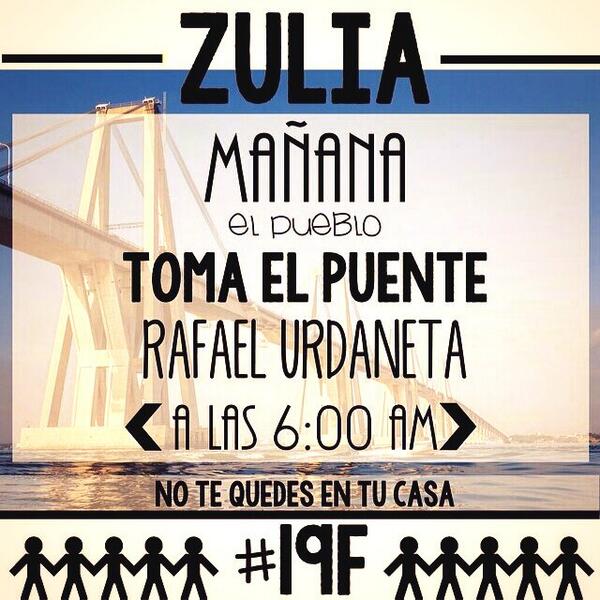 ZULIA
MAÑANA
el PUEBLO
TOMA EL PUENTE
RAFAEL URDANETA
< A LAS 6:00 AM >
NO TE QUEDES EN TU CASA
#19F